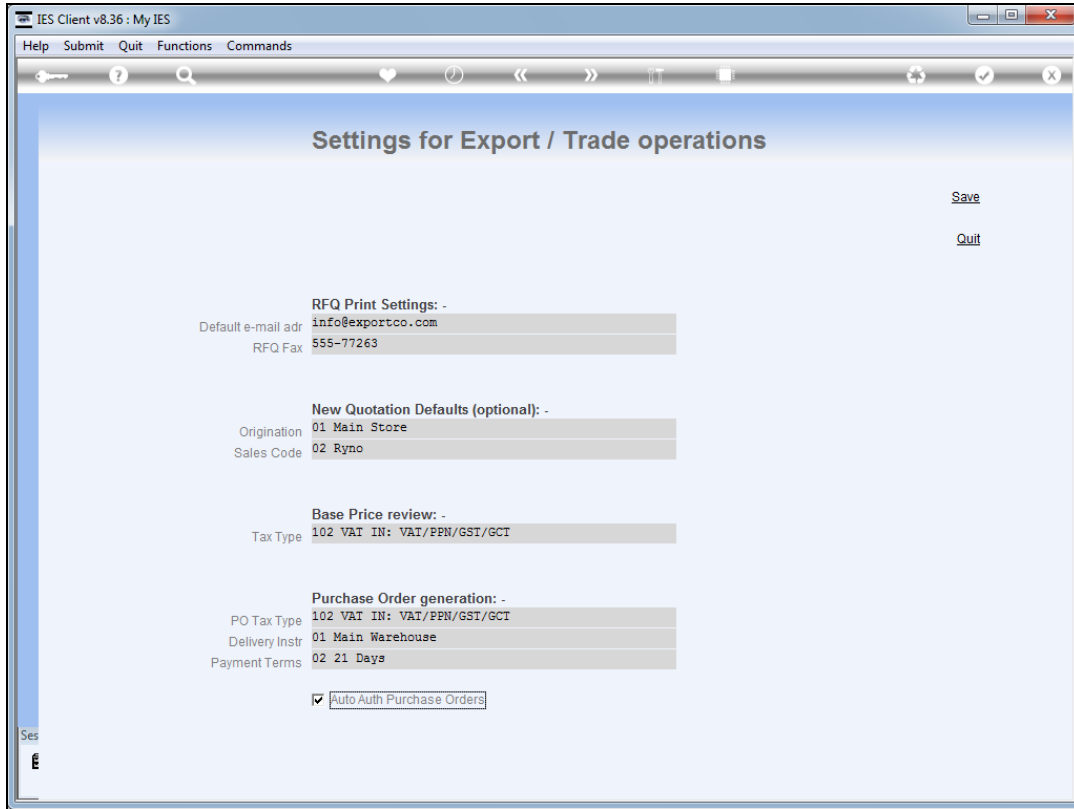 IES Client v8.36 : My IES
Help Submit Quit Functions Commands
Settings for Export / Trade operations
Save
Quit
RFQ Print Settings: -
Default e-mail adr info@exportco.com
RFQ Fax 555-77263
New Quotation Defaults (optional): -
Origination 01 Main Store
Sales Code 02 Ryno
Base Price review: -
Tax Type 102 VAT IN: VAT/PPN/GST/GCT
Purchase Order generation: -
PO Tax Type 102 VAT IN: VAT/PPN/GST/GCT
Delivery Instr 01 Main Warehouse
Payment Terms 02 21 Days
Auto Auth Purchase Orders
Ses